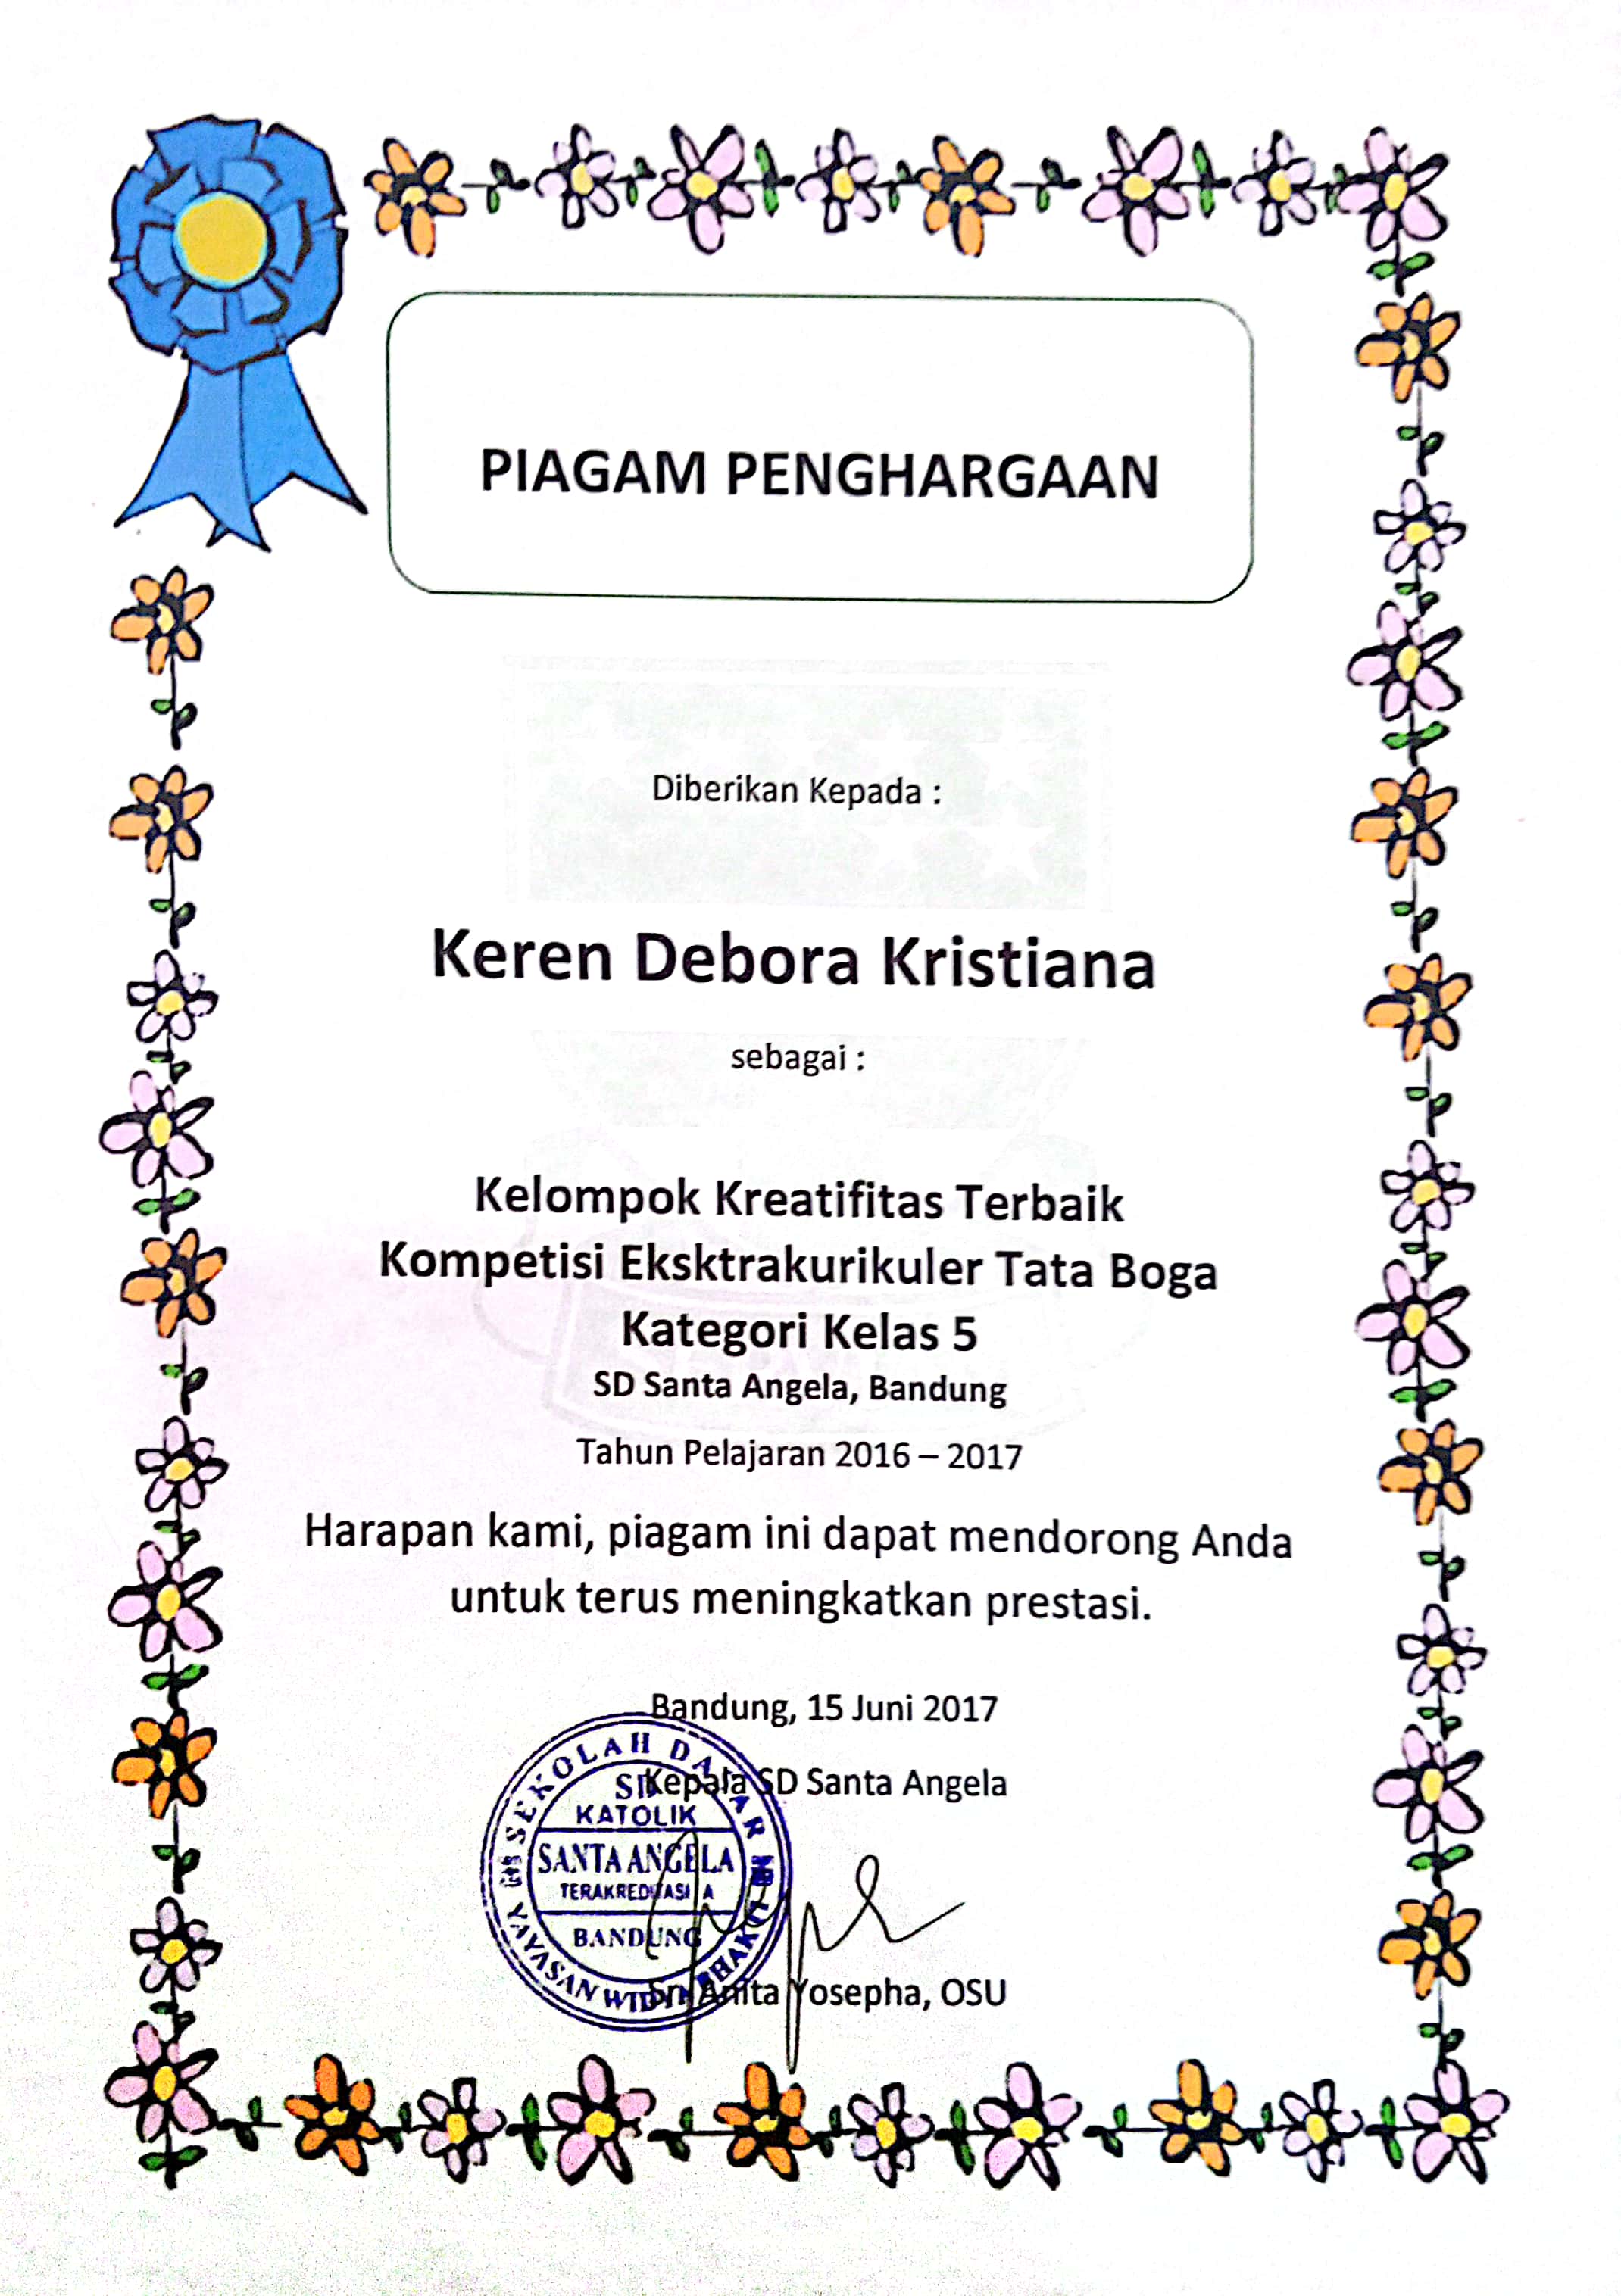 PIAGAM PENGHARGAAN
Diberikan Kepada :
Keren Debora Kristiana
sebagai :
Kelompok Kreatifitas Terbaik
Kompetisi Eksktrakurikuler Tata Boga
Kategori Kelas 5
SD Santa Angela, Bandung
Tahun Pelajaran 2016 – 2017
Harapan kami, piagam ini dapat mendorong Anda
untuk terus meningkatkan prestasi.
Bandung, 15 Juni 2017
Kepala SD Santa Angela
SEKOLAH DASAR
SD
KATOLIK
SANTA ANGELA
TERAKREDITASI A
BANDUNG
YAYASAN WIDYA BHAKTI
Sr. Anita Yosepha, OSU